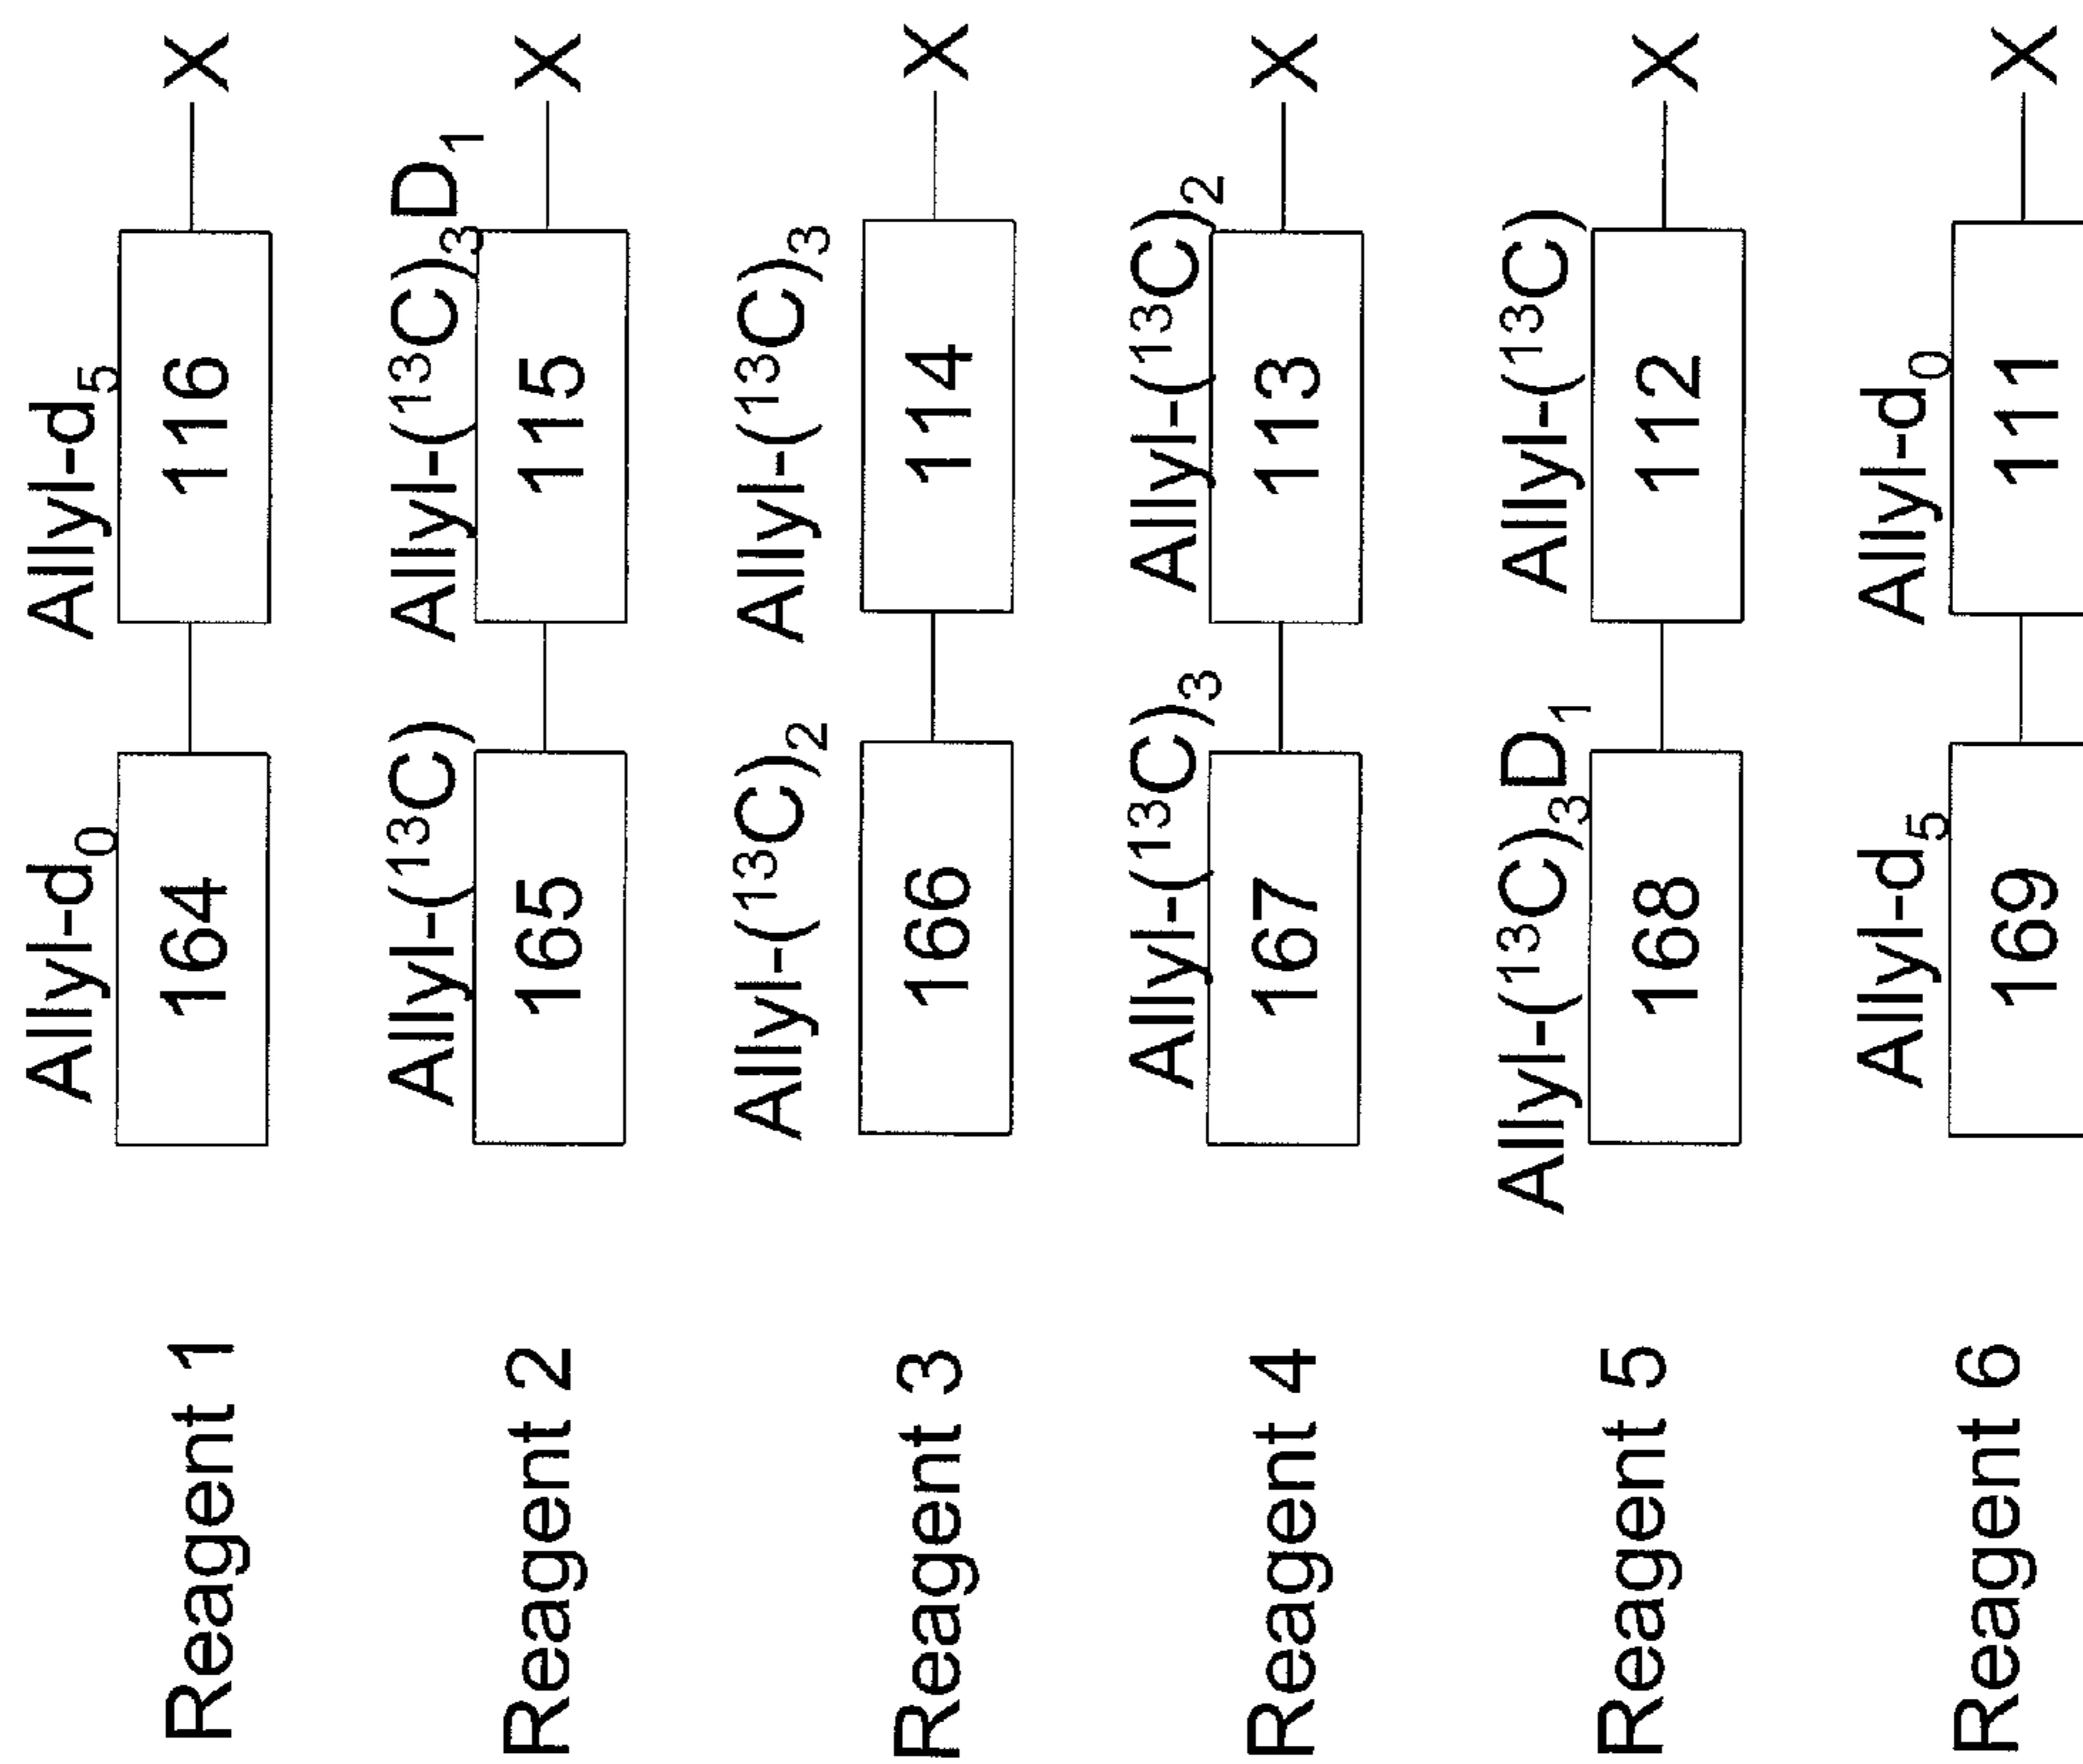 Allyl-d₀ Allyl-d₅
Reagent 1 164 116 X
Allyl-(¹³C) Allyl-(¹³C)₃D₁
Reagent 2 165 115 X
Allyl-(¹³C)₂ Allyl-(¹³C)₃
Reagent 3 166 114 X
Allyl-(¹³C)₃ Allyl-(¹³C)₂
Reagent 4 167 113 X
Allyl-(¹³C)₃D₁ Allyl-(¹³C)
Reagent 5 168 112 X
Allyl-d₅ Allyl-d₀
Reagent 6 169 111 X